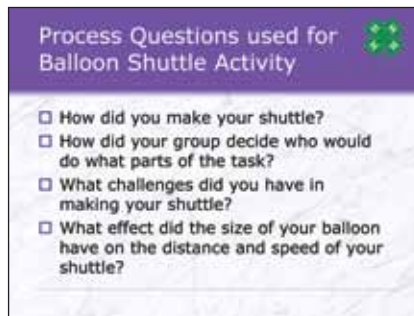 Process Questions used for
Balloon Shuttle Activity
How did you make your shuttle?
How did your group decide who would
do what parts of the task?
What challenges did you have in
making your shuttle?
What effect did the size of your balloon
have on the distance and speed of your
shuttle?